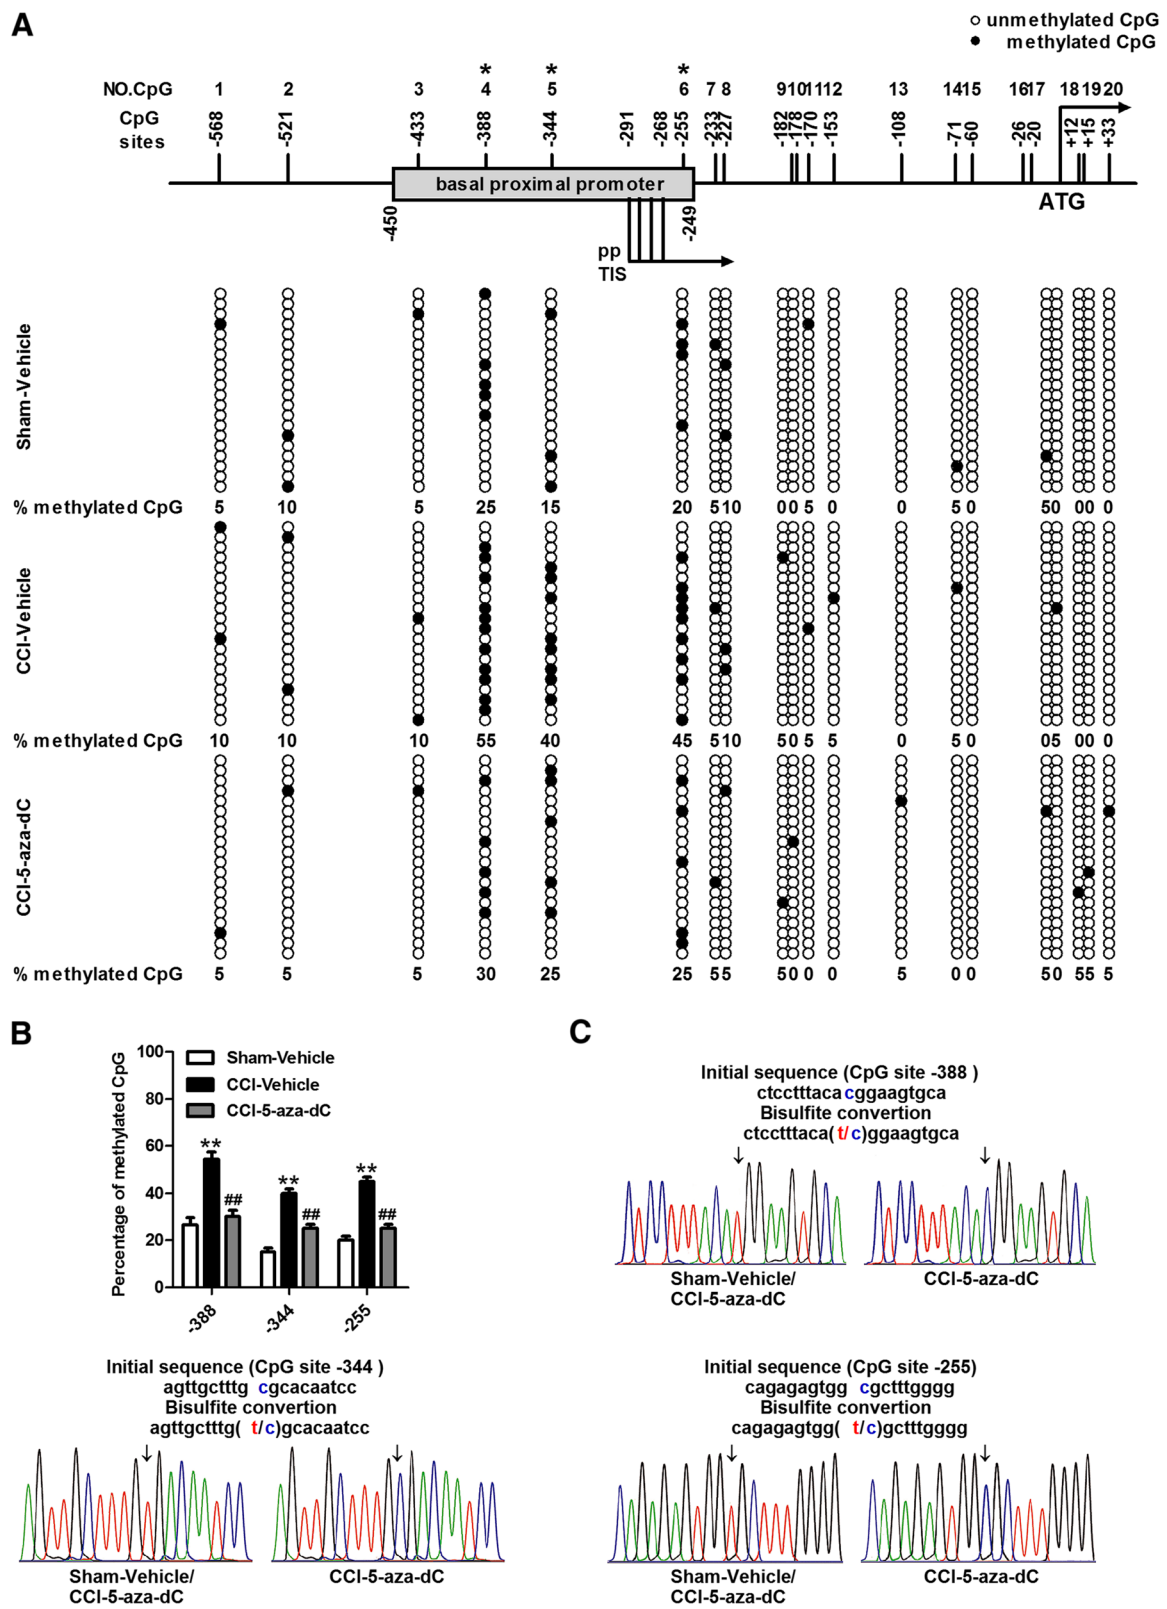 A
unmethylated CpG
methylated CpG
* * *
NO.CpG 1 2 3 4 5 6 7 8 9 10 11 12 13 14 15 16 17 18 19 20
CpG sites -568 -521 -433 -388 -344 -291 -268 -255 -232 -227 -182 -178 -170 -153 -108 -71 -60 -26 -20 +12 +15 +33
basal proximal promoter
ATG
-450 -249
pp
TIS
Sham-Vehicle
% methylated CpG 5 10 5 25 15 20 5 10 0 0 5 0 0 5 0 5 0 0 0 0
CCI-Vehicle
% methylated CpG 10 10 10 55 40 45 5 10 5 0 5 5 0 5 0 0 5 0 0 0
CCI-5-aza-dC
% methylated CpG 5 5 5 30 25 25 5 5 5 0 0 0 5 0 0 5 0 5 5 5
B
Percentage of methylated CpG
100
80
60
40
20
0
Sham-Vehicle
CCI-Vehicle
CCI-5-aza-dC
** ## ** ## ** ##
-388 -344 -255
C
Initial sequence (CpG site -388 )
ctcctttaca cggaagtgca
Bisulfite convertion
ctcctttaca( t/c)ggaagtgca
Sham-Vehicle/
CCI-5-aza-dC
CCI-5-aza-dC
Initial sequence (CpG site -344 )
agttgctttg cgcacaatcc
Bisulfite convertion
agttgctttg( t/c)gcacaatcc
Sham-Vehicle/
CCI-5-aza-dC
CCI-5-aza-dC
Initial sequence (CpG site -255)
cagagagtgg cgctttgggg
Bisulfite convertion
cagagagtgg( t/c)gctttgggg
Sham-Vehicle/
CCI-5-aza-dC
CCI-5-aza-dC